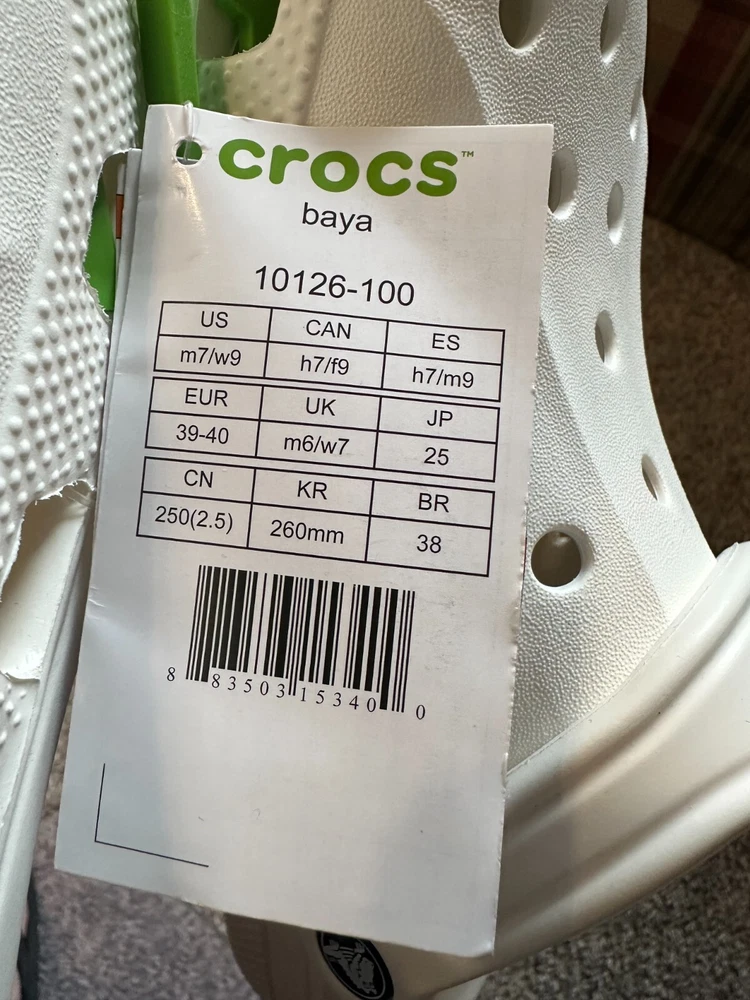 crocs™
baya
10126-100
US CAN ES
m7/w9 h7/f9 h7/m9
EUR UK JP
39-40 m6/w7 25
CN KR BR
250(2.5) 260mm 38
8 83503 15340 0